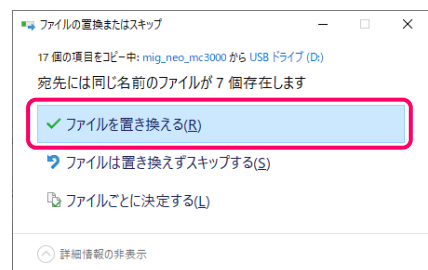 ファイルの置換またはスキップ
17 個の項目をコピー中: mig_neo_mc3000 から USB ドライブ (D:)
宛先には同じ名前のファイルが 7 個存在します
ファイルを置き換える(R)
ファイルは置き換えずスキップする(S)
ファイルごとに決定する(L)
詳細情報の非表示